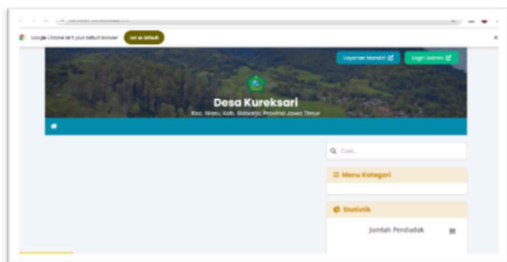 Google Chrome isn't your default browser
Set as default
Layanan Mandiri
Login Admin
Desa Kureksari
Kec. Waru, Kab. Sidoarjo, Provinsi Jawa Timur
Cari...
Menu Kategori
Statistik
Jumlah Penduduk